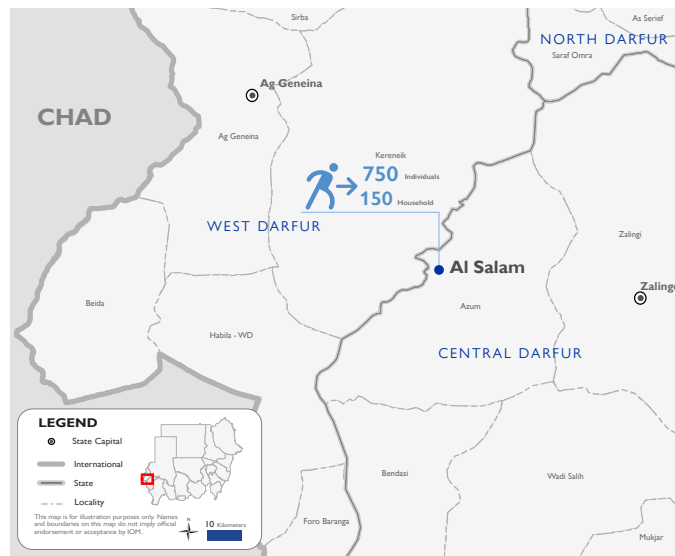 Sirba
As Serief
NORTH DARFUR
Saraf Omra
Ag Geneina
CHAD
Ag Geneina
Kereneik
750 Individuals
150 Household
WEST DARFUR
Zalingi
Al Salam
Zalinge
Beida
Azum
Habila - WD
CENTRAL DARFUR
LEGEND
State Capital
International
State
Locality
This map is for illustration purposes only. Names
and boundaries on this map do not imply official
endorsement or acceptance by IOM.
N
10 Kilometers
Bendasi
Wadi Salih
Foro Baranga
Mukjar